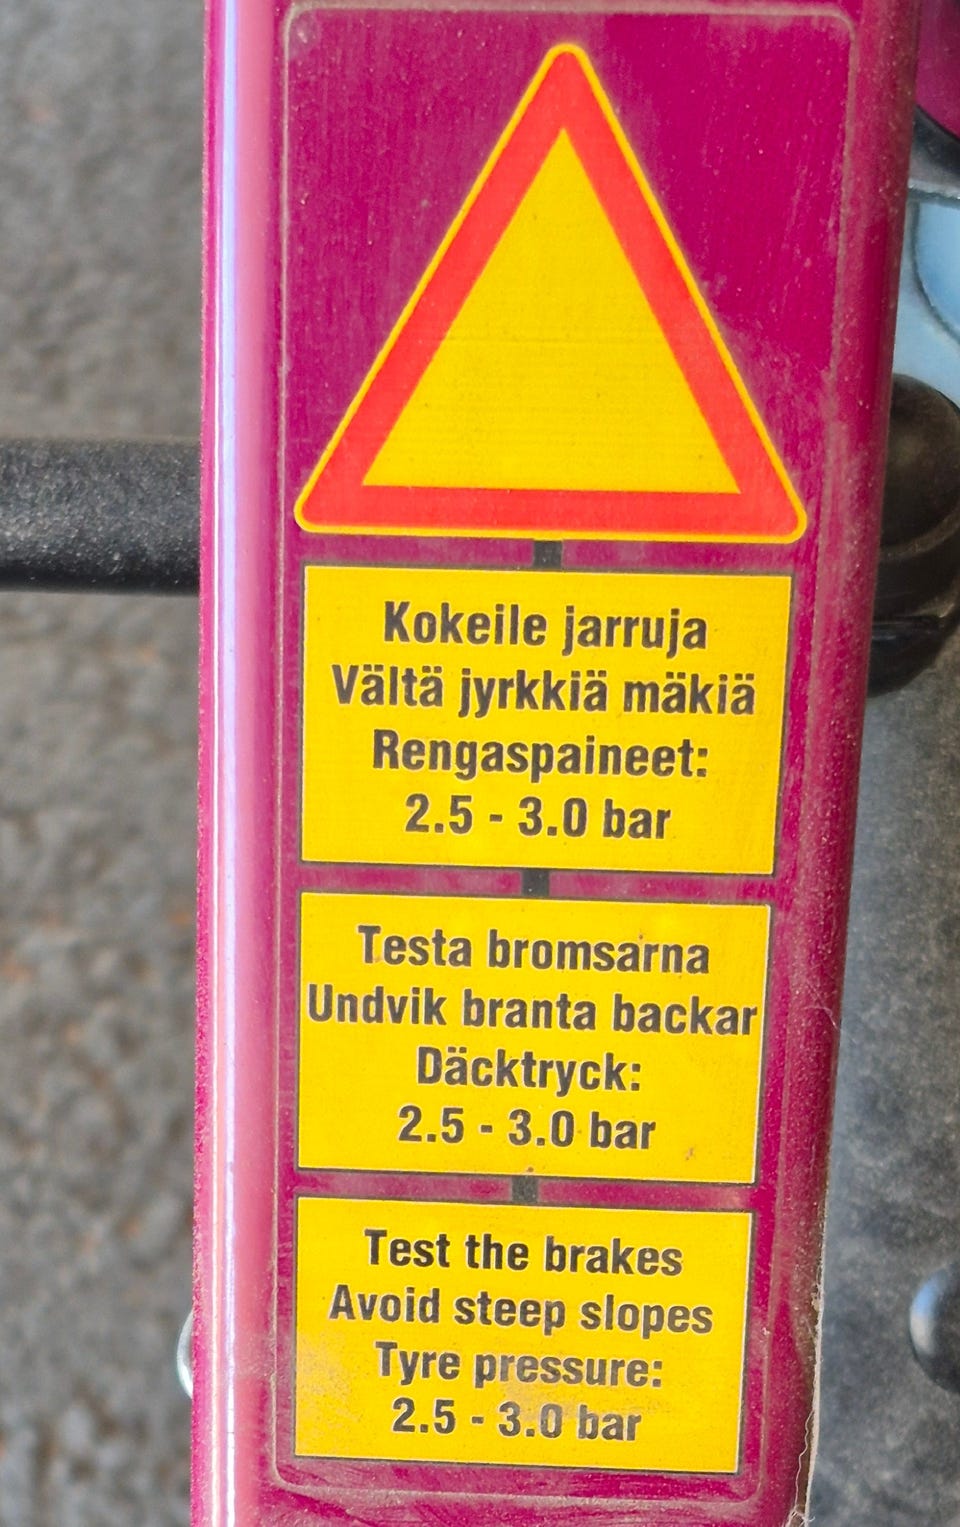 Kokeile jarruja
Vältä jyrkkiä mäkiä
Rengaspaineet:
2.5 - 3.0 bar
Testa bromsarna
Undvik branta backar
Däcktryck:
2.5 - 3.0 bar
Test the brakes
Avoid steep slopes
Tyre pressure:
2.5 - 3.0 bar